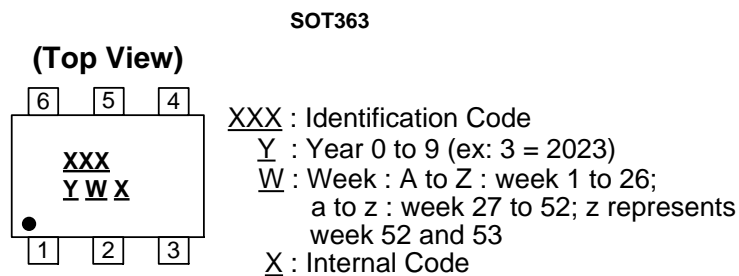 SOT363
(Top View)
6 5 4
XXX
Y W X
1 2 3
XXX : Identification Code
Y : Year 0 to 9 (ex: 3 = 2023)
W : Week : A to Z : week 1 to 26;
a to z : week 27 to 52; z represents
week 52 and 53
X : Internal Code